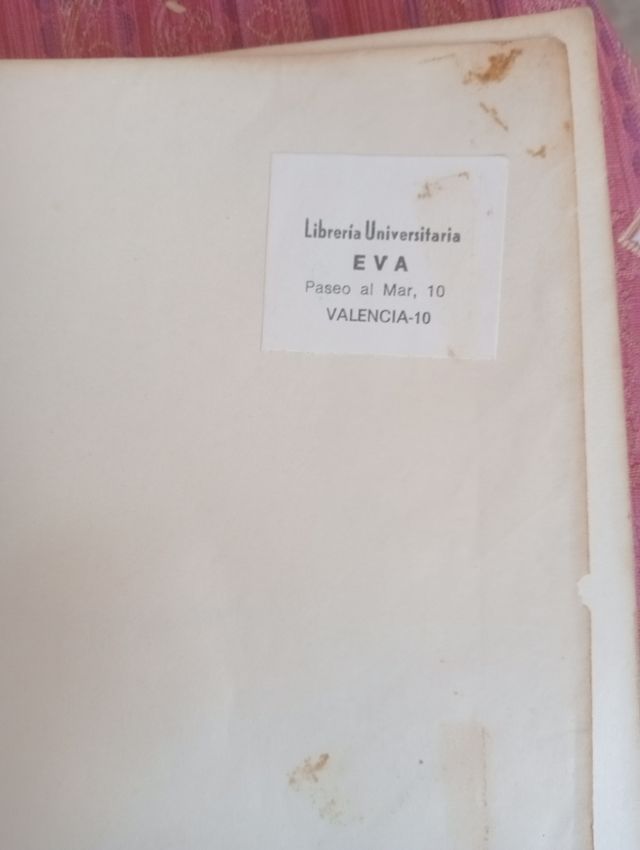 Librería Universitaria
EVA
Paseo al Mar, 10
VALENCIA-10